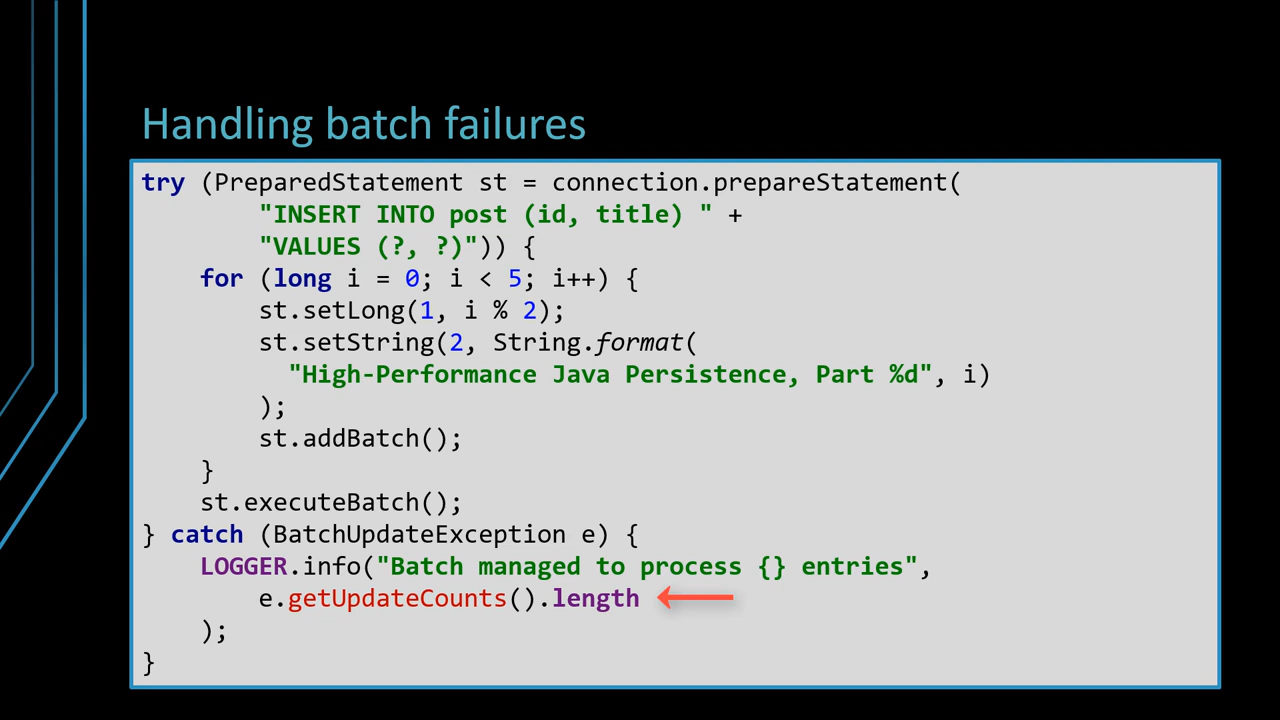 Handling batch failures
try (PreparedStatement st = connection.prepareStatement(
        "INSERT INTO post (id, title) " +
        "VALUES (?, ?)")) {
    for (long i = 0; i < 5; i++) {
        st.setLong(1, i % 2);
        st.setString(2, String.format(
          "High-Performance Java Persistence, Part %d", i)
        );
        st.addBatch();
    }
    st.executeBatch();
} catch (BatchUpdateException e) {
    LOGGER.info("Batch managed to process {} entries",
        e.getUpdateCounts().length
    );
}